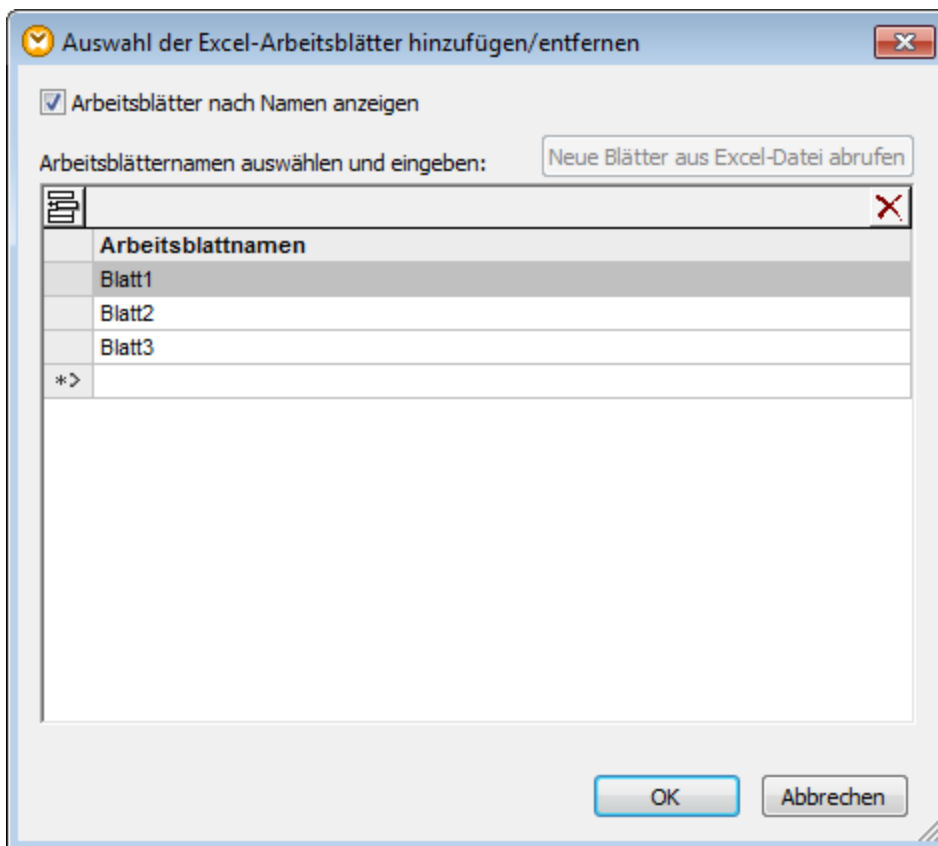 Auswahl der Excel-Arbeitsblätter hinzufügen/entfernen
Arbeitsblätter nach Namen anzeigen
Arbeitsblätternamen auswählen und eingeben:
Neue Blätter aus Excel-Datei abrufen
Arbeitsblattnamen
Blatt1
Blatt2
Blatt3
*>
OK
Abbrechen